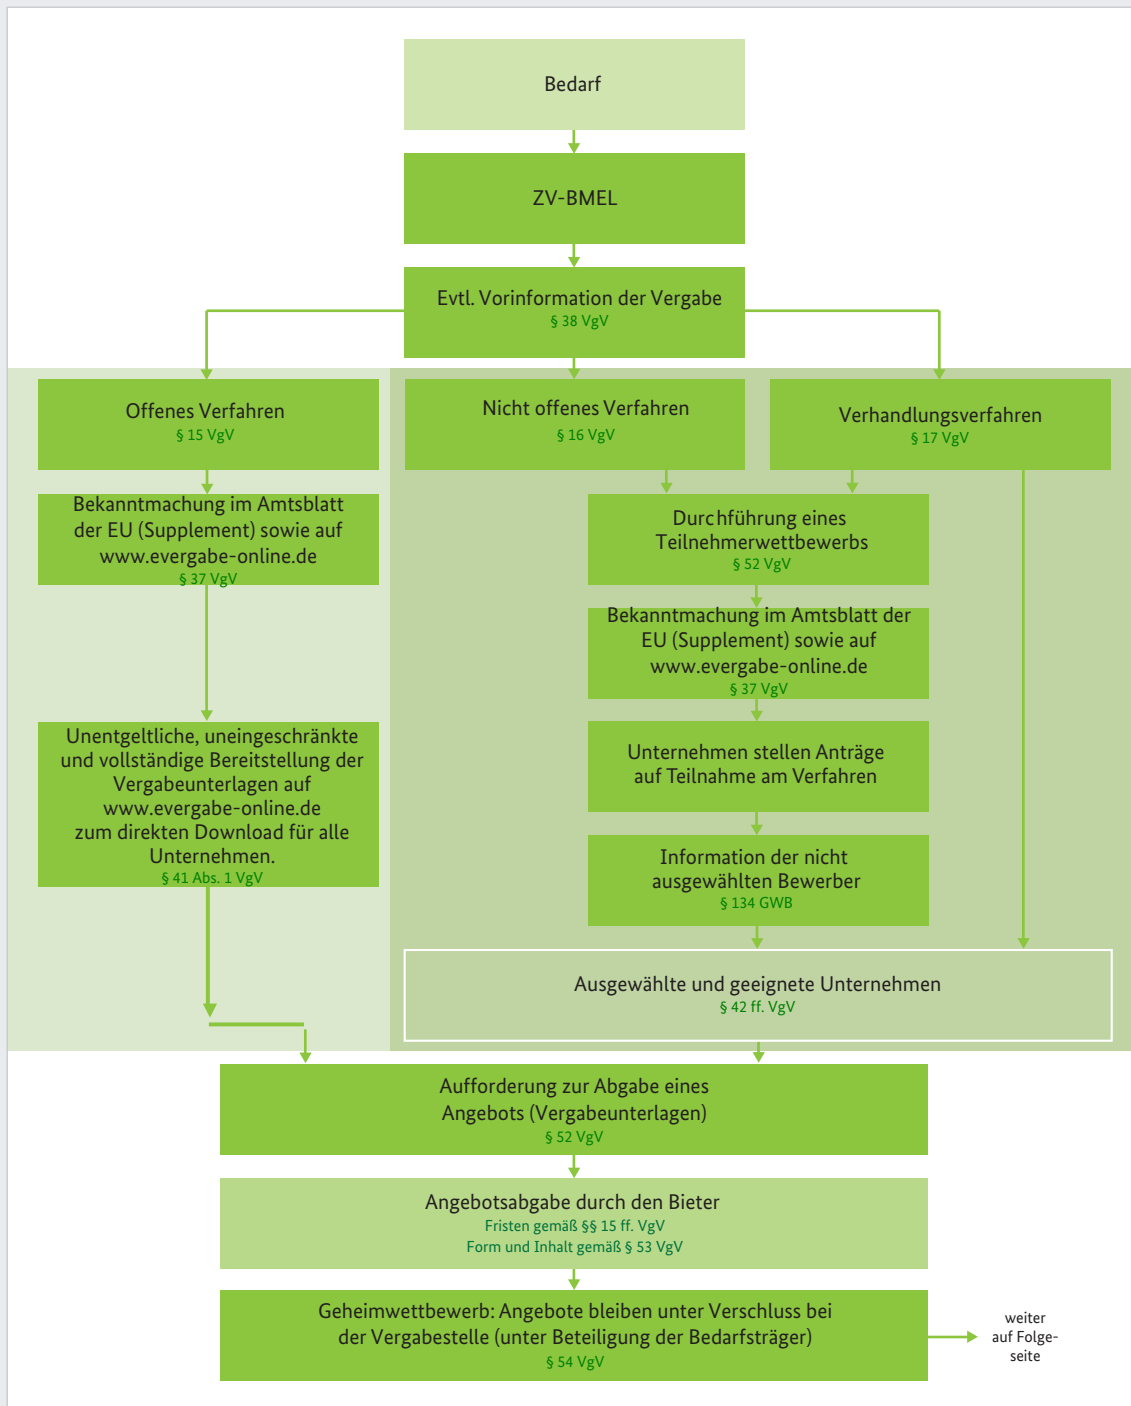 Bedarf
ZV-BMEL
Evtl. Vorinformation der Vergabe
§ 38 VgV
Offenes Verfahren
§ 15 VgV
Nicht offenes Verfahren
§ 16 VgV
Verhandlungsverfahren
§ 17 VgV
Bekanntmachung im Amtsblatt
der EU (Supplement) sowie auf
www.evergabe-online.de
§ 37 VgV
Unentgeltliche, uneingeschränkte
und vollständige Bereitstellung der
Vergabeunterlagen auf
www.evergabe-online.de
zum direkten Download für alle
Unternehmen.
§ 41 Abs. 1 VgV
Durchführung eines
Teilnehmerwettbewerbs
§ 52 VgV
Bekanntmachung im Amtsblatt der
EU (Supplement) sowie auf
www.evergabe-online.de
§ 37 VgV
Unternehmen stellen Anträge
auf Teilnahme am Verfahren
Information der nicht
ausgewählten Bewerber
§ 134 GWB
Ausgewählte und geeignete Unternehmen
§ 42 ff. VgV
Aufforderung zur Abgabe eines
Angebots (Vergabeunterlagen)
§ 52 VgV
Angebotsabgabe durch den Bieter
Fristen gemäß §§ 15 ff. VgV
Form und Inhalt gemäß § 53 VgV
Geheimwettbewerb: Angebote bleiben unter Verschluss bei
der Vergabestelle (unter Beteiligung der Bedarfsträger)
§ 54 VgV
weiter
auf Folge-
seite